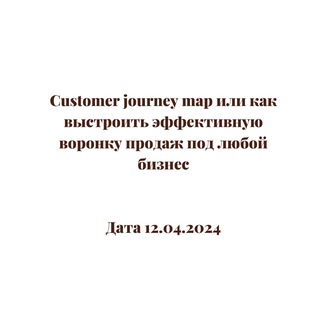 Customer journey map или как
выстроить эффективную
воронку продаж под любой
бизнес
Дата 12.04.2024